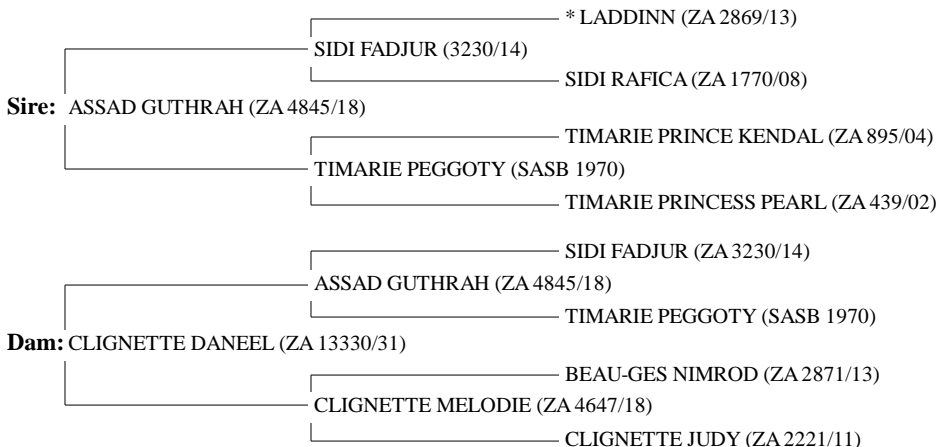 * LADDINN (ZA 2869/13)
SIDI FADJUR (3230/14)
SIDI RAFICA (ZA 1770/08)
Sire: ASSAD GUTHRAH (ZA 4845/18)
TIMARIE PRINCE KENDAL (ZA 895/04)
TIMARIE PEGGOTY (SASB 1970)
TIMARIE PRINCESS PEARL (ZA 439/02)
SIDI FADJUR (ZA 3230/14)
ASSAD GUTHRAH (ZA 4845/18)
TIMARIE PEGGOTY (SASB 1970)
Dam: CLIGNETTE DANEEL (ZA 13330/31)
BEAU-GES NIMROD (ZA 2871/13)
CLIGNETTE MELODIE (ZA 4647/18)
CLIGNETTE JUDY (ZA 2221/11)